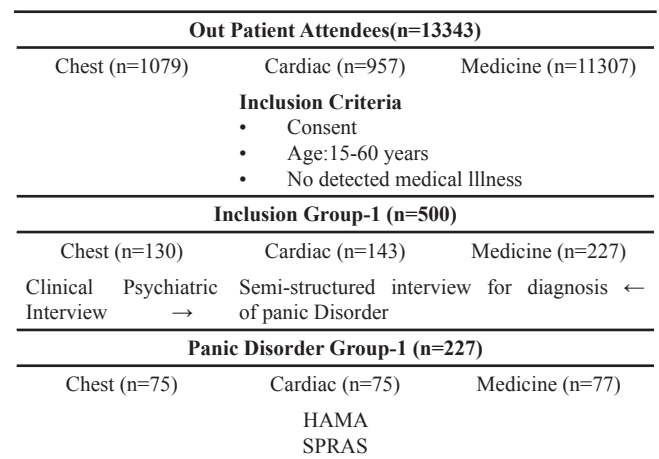 Out Patient Attendees(n=13343)
Chest (n=1079) Cardiac (n=957) Medicine (n=11307)
Inclusion Criteria
• Consent
• Age:15-60 years
• No detected medical Illness
Inclusion Group-1 (n=500)
Chest (n=130) Cardiac (n=143) Medicine (n=227)
Clinical Psychiatric Semi-structured interview for diagnosis ←
Interview → of panic Disorder
Panic Disorder Group-1 (n=227)
Chest (n=75) Cardiac (n=75) Medicine (n=77)
HAMA
SPRAS